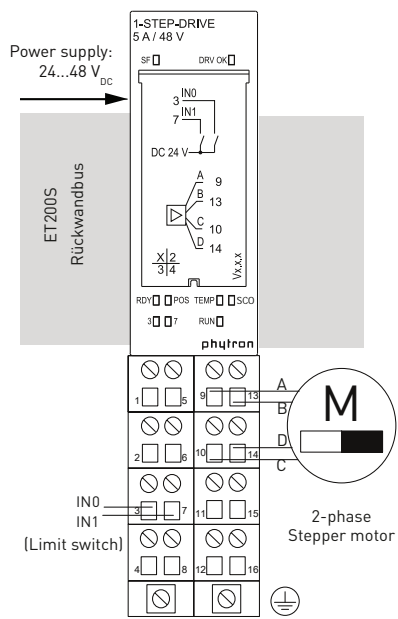 1-STEP-DRIVE
5 A / 48 V
Power supply:
24...48 V DC
SF
DRV OK
IN0
3
IN1
7
DC 24 V
A
9
B
13
C
10
D
14
X 2
3 4
Vx.x.x
ET200S
Rückwandbus
RDY POS TEMP SCO
3 7 RUN
phytron
1 5 9 13
A
B
M
2 6 10 14
D
C
IN0
IN1
(Limit switch)
3 7 11 15
2-phase
Stepper motor
4 8 12 16